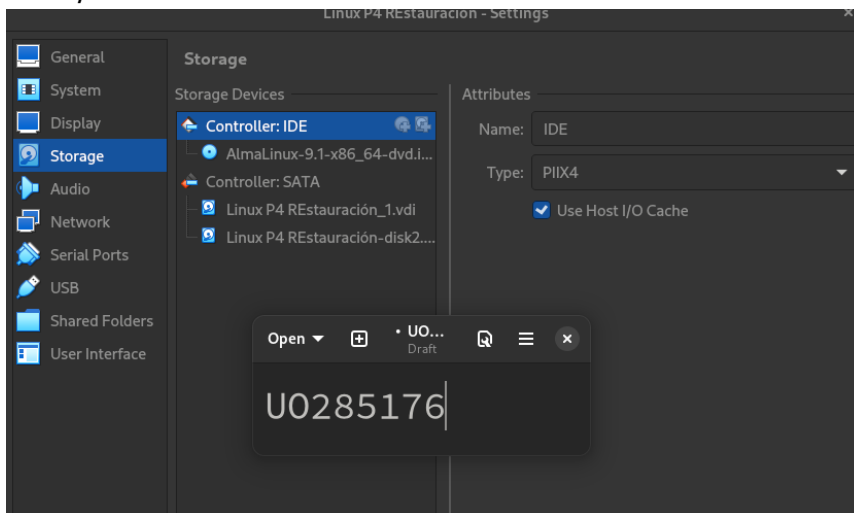 Linux P4 REstauración - Settings
General
System
Display
Storage
Audio
Network
Serial Ports
USB
Shared Folders
User Interface
Storage
Storage Devices
Controller: IDE
AlmaLinux-9.1-x86_64-dvd.i...
Controller: SATA
Linux P4 REstauración_1.vdi
Linux P4 REstauración-disk2....
Attributes
Name: IDE
Type: PIIX4
Use Host I/O Cache
Open
• UO...
Draft
UO285176